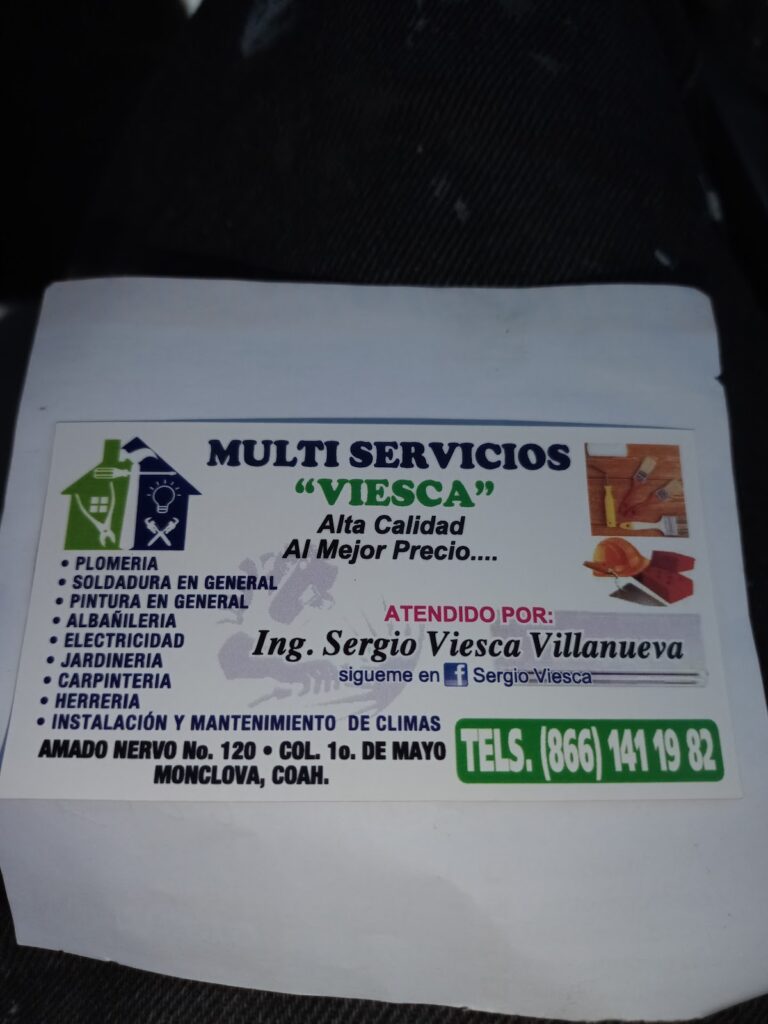 MULTI SERVICIOS
“VIESCA”
Alta Calidad
Al Mejor Precio....
• PLOMERIA
• SOLDADURA EN GENERAL
• PINTURA EN GENERAL
• ALBAÑILERIA
• ELECTRICIDAD
• JARDINERIA
• CARPINTERIA
• HERRERIA
• INSTALACIÓN Y MANTENIMIENTO DE CLIMAS
ATENDIDO POR:
Ing. Sergio Viesca Villanueva
sigueme en f Sergio Viesca
AMADO NERVO No. 120 • COL. 1o. DE MAYO
MONCLOVA, COAH.
TELS. (866) 141 19 82